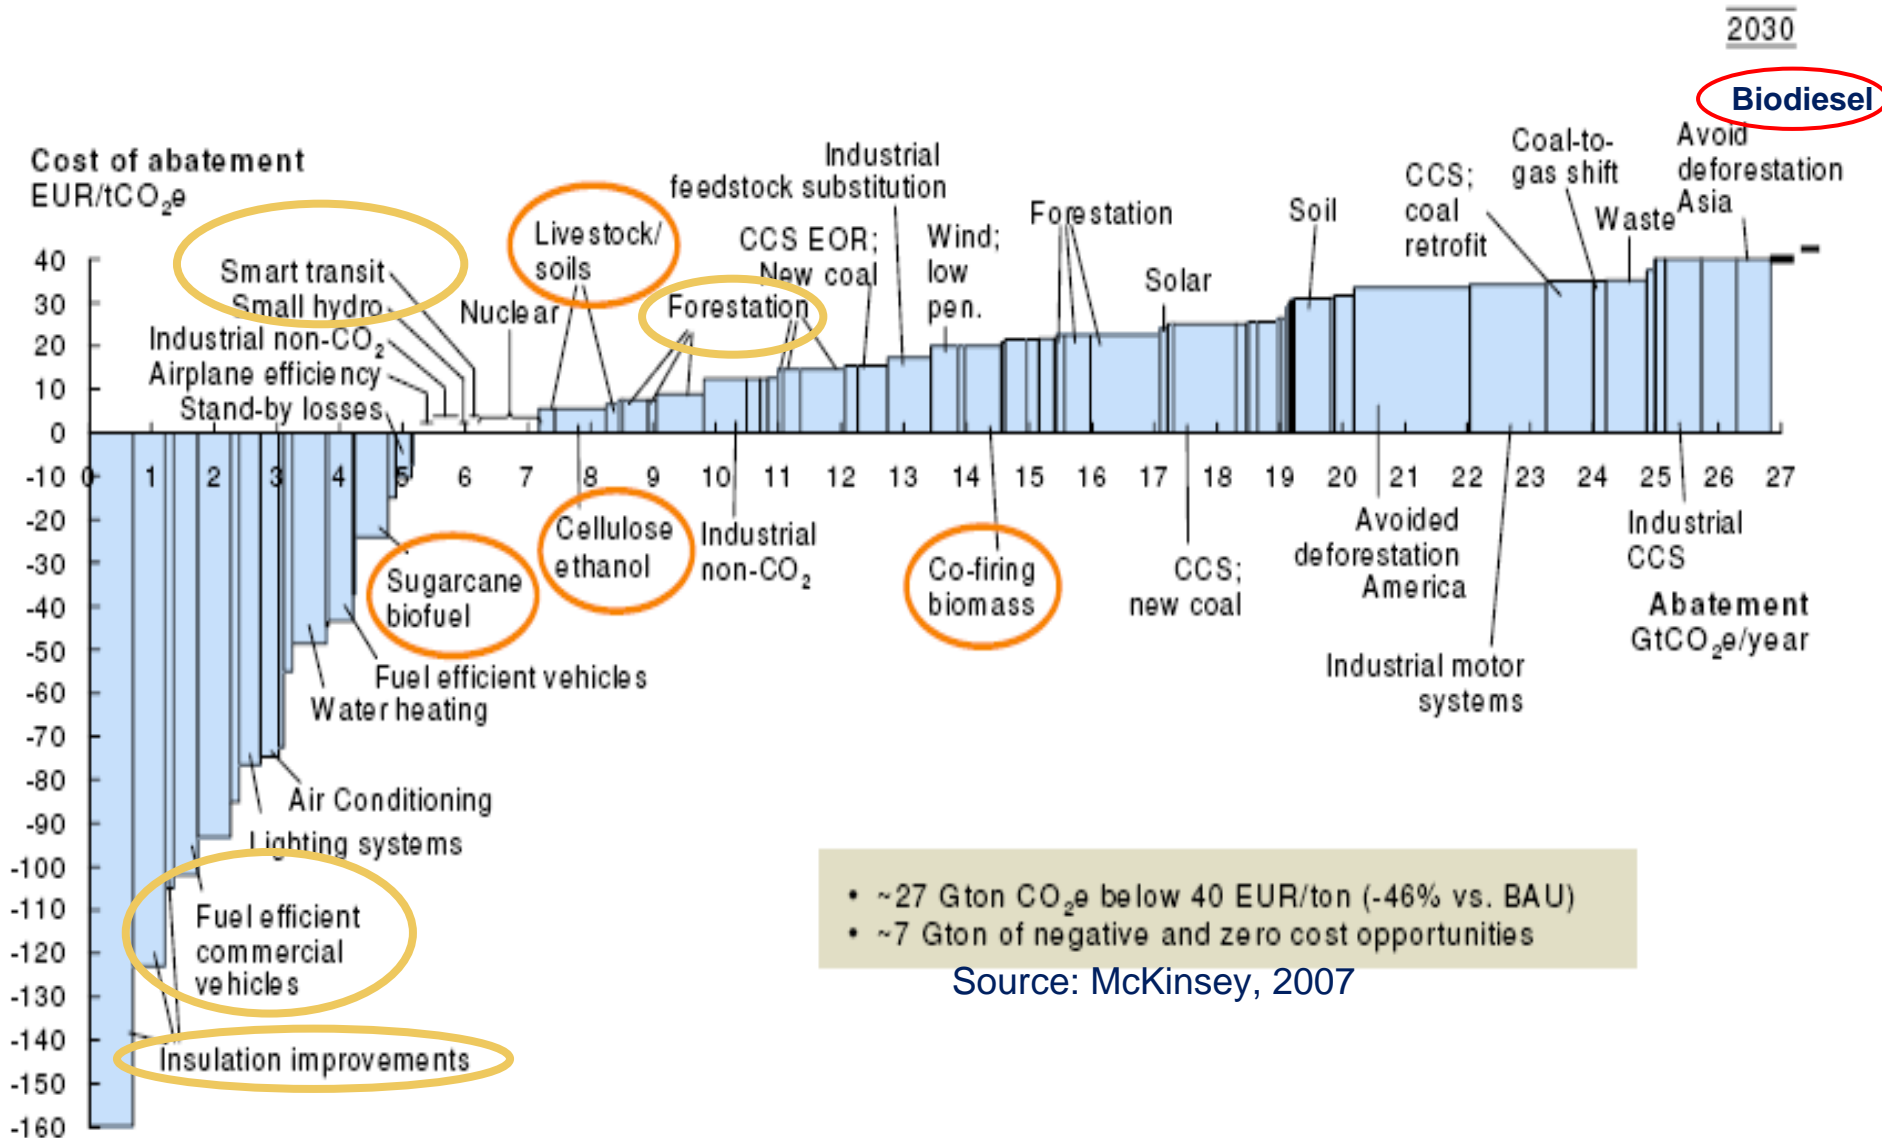 2030
Biodiesel
Cost of abatement
EUR/tCO₂e
Smart transit
Small hydro
Industrial non-CO₂
Airplane efficiency
Stand-by losses
Nuclear
Livestock/
soils
Forestation
CCS EOR;
New coal
Industrial
feedstock substitution
Wind;
low
pen.
Forestation
Solar
Soil
CCS;
coal
retrofit
Coal-to-
gas shift
Waste
Avoid
deforestation
Asia
40
30
20
10
0
-10
-20
-30
-40
-50
-60
-70
-80
-90
-100
-110
-120
-130
-140
-150
-160
0 1 2 3 4 5 6 7 8 9 10 11 12 13 14 15 16 17 18 19 20 21 22 23 24 25 26 27
Sugarcane
biofuel
Cellulose
ethanol
Industrial
non-CO₂
Co-firing
biomass
CCS;
new coal
Avoided
deforestation
America
Industrial motor
systems
Industrial
CCS
Abatement
GtCO₂e/year
Fuel efficient vehicles
Water heating
Air Conditioning
Lighting systems
Fuel efficient
commercial
vehicles
Insulation improvements
• ~27 Gton CO₂e below 40 EUR/ton (-46% vs. BAU)
• ~7 Gton of negative and zero cost opportunities
Source: McKinsey, 2007